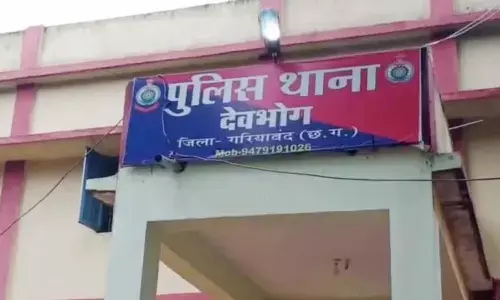 पुलिस थाना
देवभोग
जिला- गरियाबंद (छ.ग.)
Mob-9479191026